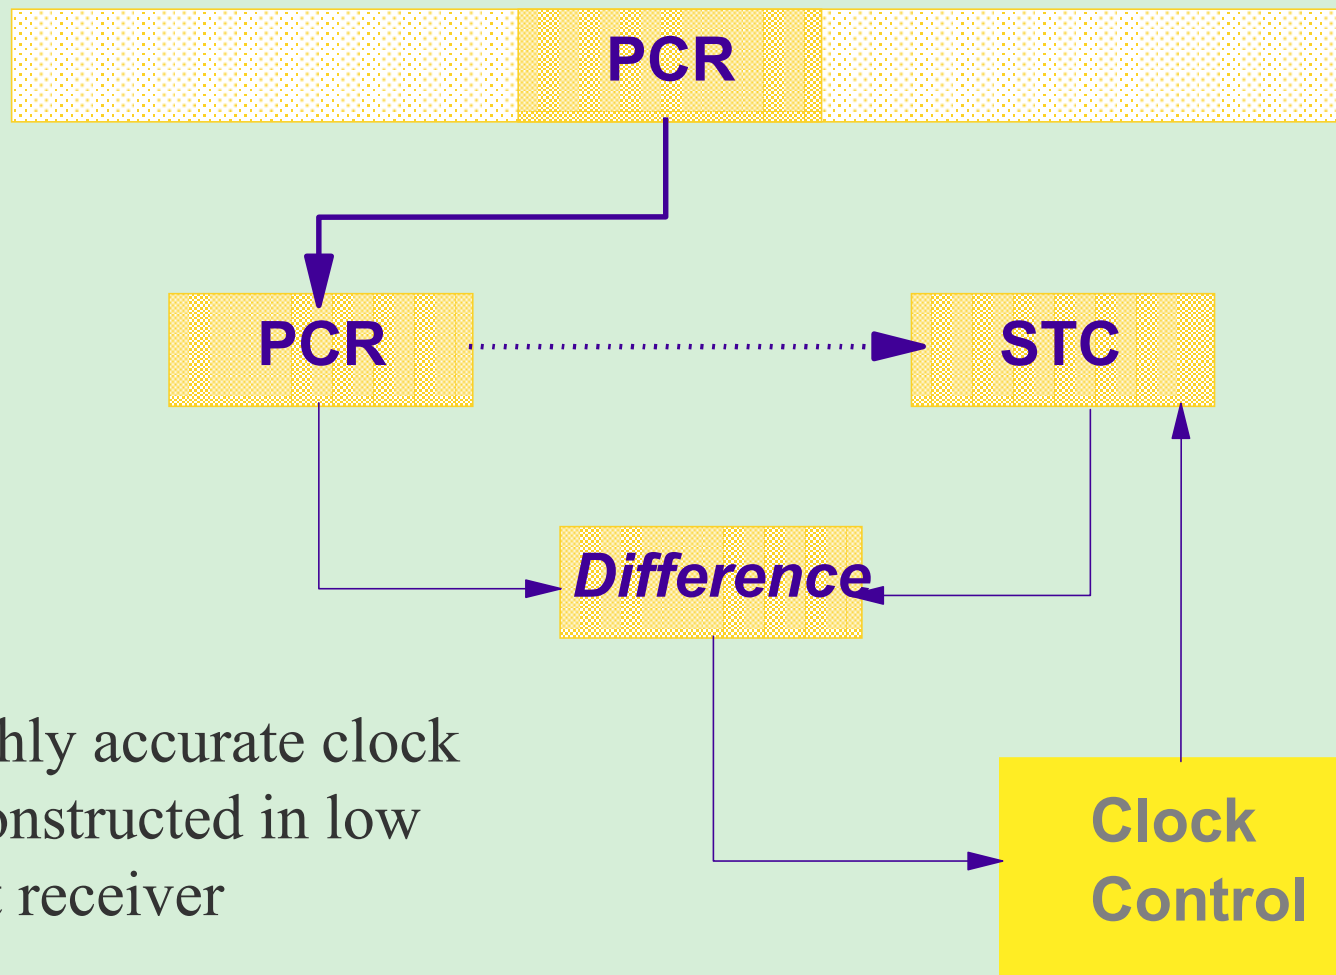 PCR
PCR
STC
Difference
hly accurate clock
onstructed in low
receiver
Clock
Control